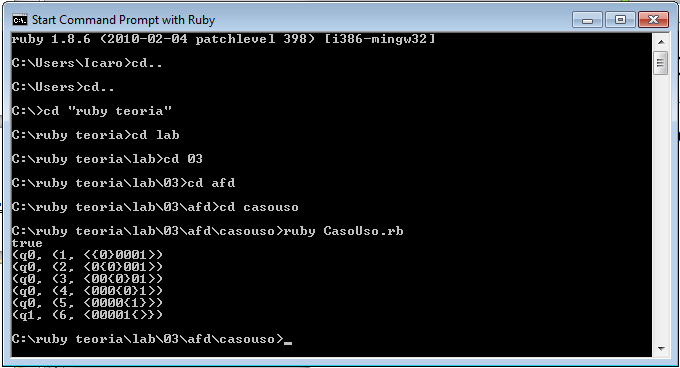 Start Command Prompt with Ruby
ruby 1.8.6 (2010-02-04 patchlevel 398) [i386-mingw32]
C:\Users\Icaro>cd..
C:\Users>cd..
C:\>cd "ruby teoria"
C:\ruby teoria>cd lab
C:\ruby teoria\lab>cd 03
C:\ruby teoria\lab\03>cd afd
C:\ruby teoria\lab\03\afd>cd casouso
C:\ruby teoria\lab\03\afd\casouso>ruby CasoUso.rb
true
(q0, (1, <{0}0001>))
(q0, (2, <0{0}001>))
(q0, (3, <00{0}01>))
(q0, (4, <000{0}1>))
(q0, (5, <0000{1}>))
(q1, (6, <00001{}>))
C:\ruby teoria\lab\03\afd\casouso>_